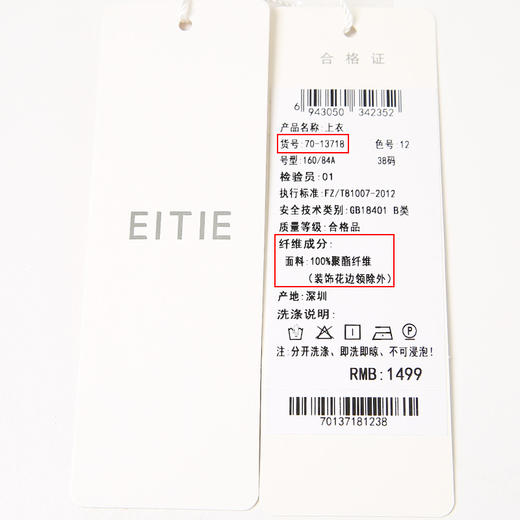 EITIE
合格证
6 943050 342352
产品名称:上衣
货号:70-13718 色号:12
号型:160/84A 38码
检验员:01
执行标准:FZ/T81007-2012
安全技术类别:GB18401 B类
质量等级:合格品
纤维成分:
面料:100%聚酯纤维
(装饰花边领除外)
产地:深圳
洗涤说明:
注:分开洗涤、即洗即晾、不可浸泡!
RMB:1499
70137181238